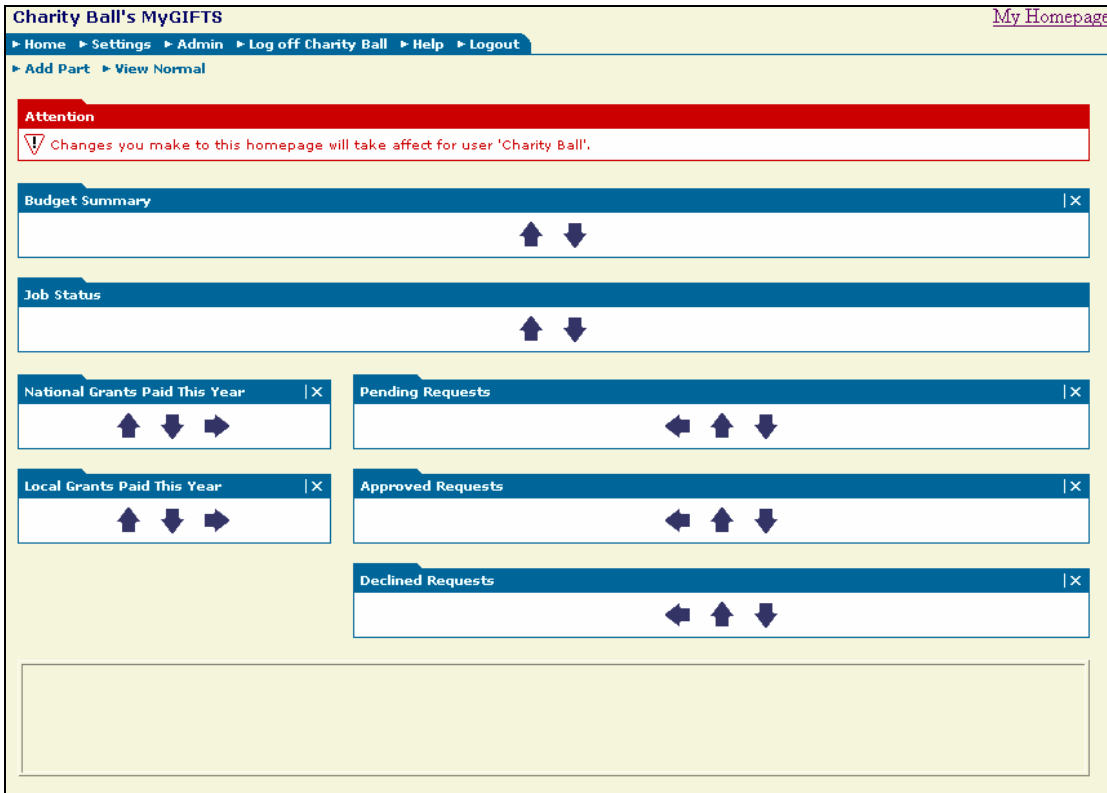 Charity Ball's MyGIFTS My Homepage
Home Settings Admin Log off Charity Ball Help Logout
Add Part View Normal
Attention
Changes you make to this homepage will take affect for user 'Charity Ball'.
Budget Summary |X
Job Status
National Grants Paid This Year |X Pending Requests |X
Local Grants Paid This Year |X Approved Requests |X
Declined Requests |X